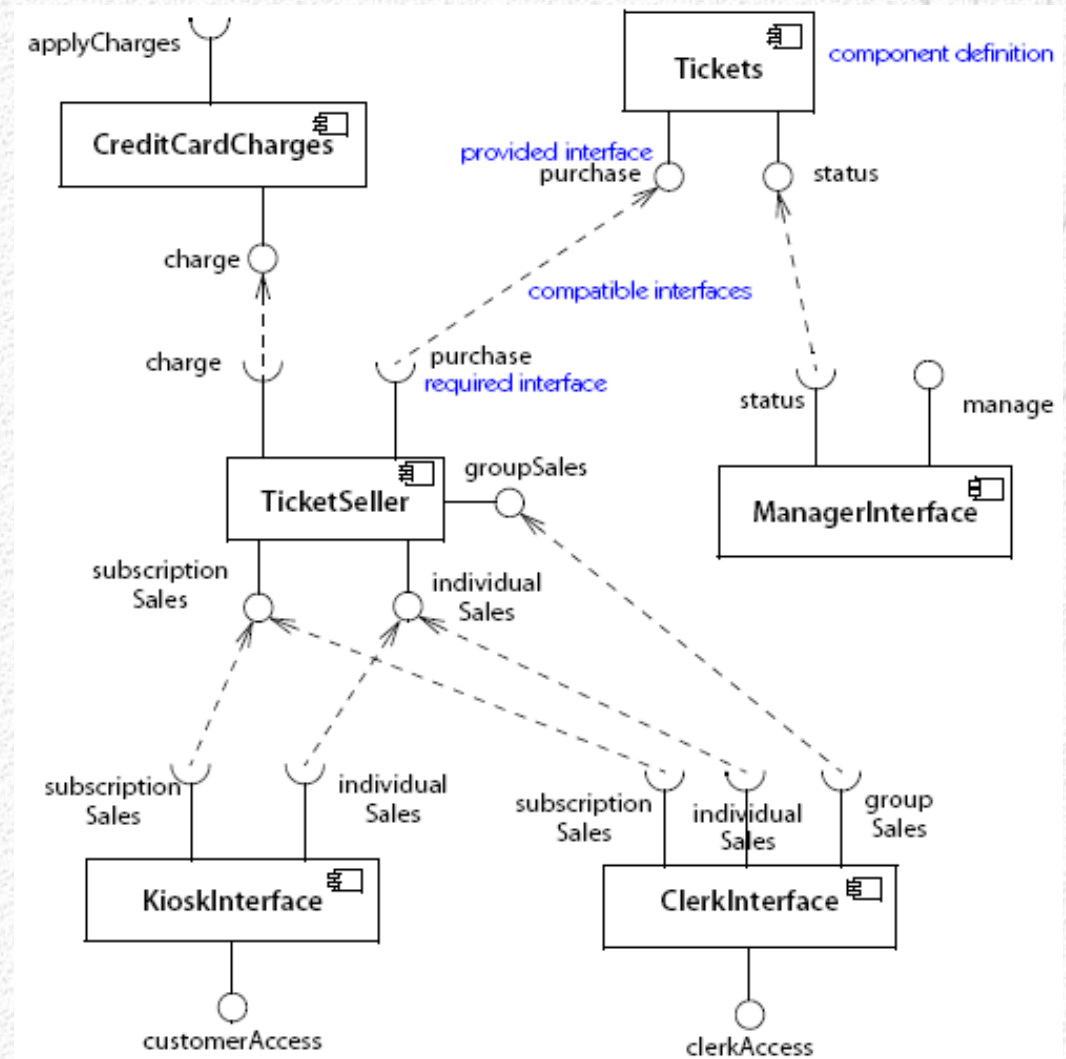 applyCharges
Tickets
component definition
CreditCardCharges
provided interface
purchase
status
charge
compatible interfaces
charge
purchase
required interface
status
manage
groupSales
TicketSeller
ManagerInterface
subscription
Sales
individual
Sales
subscription
Sales
individual
Sales
subscription
Sales
individual
Sales
group
Sales
KioskInterface
ClerkInterface
customerAccess
clerkAccess